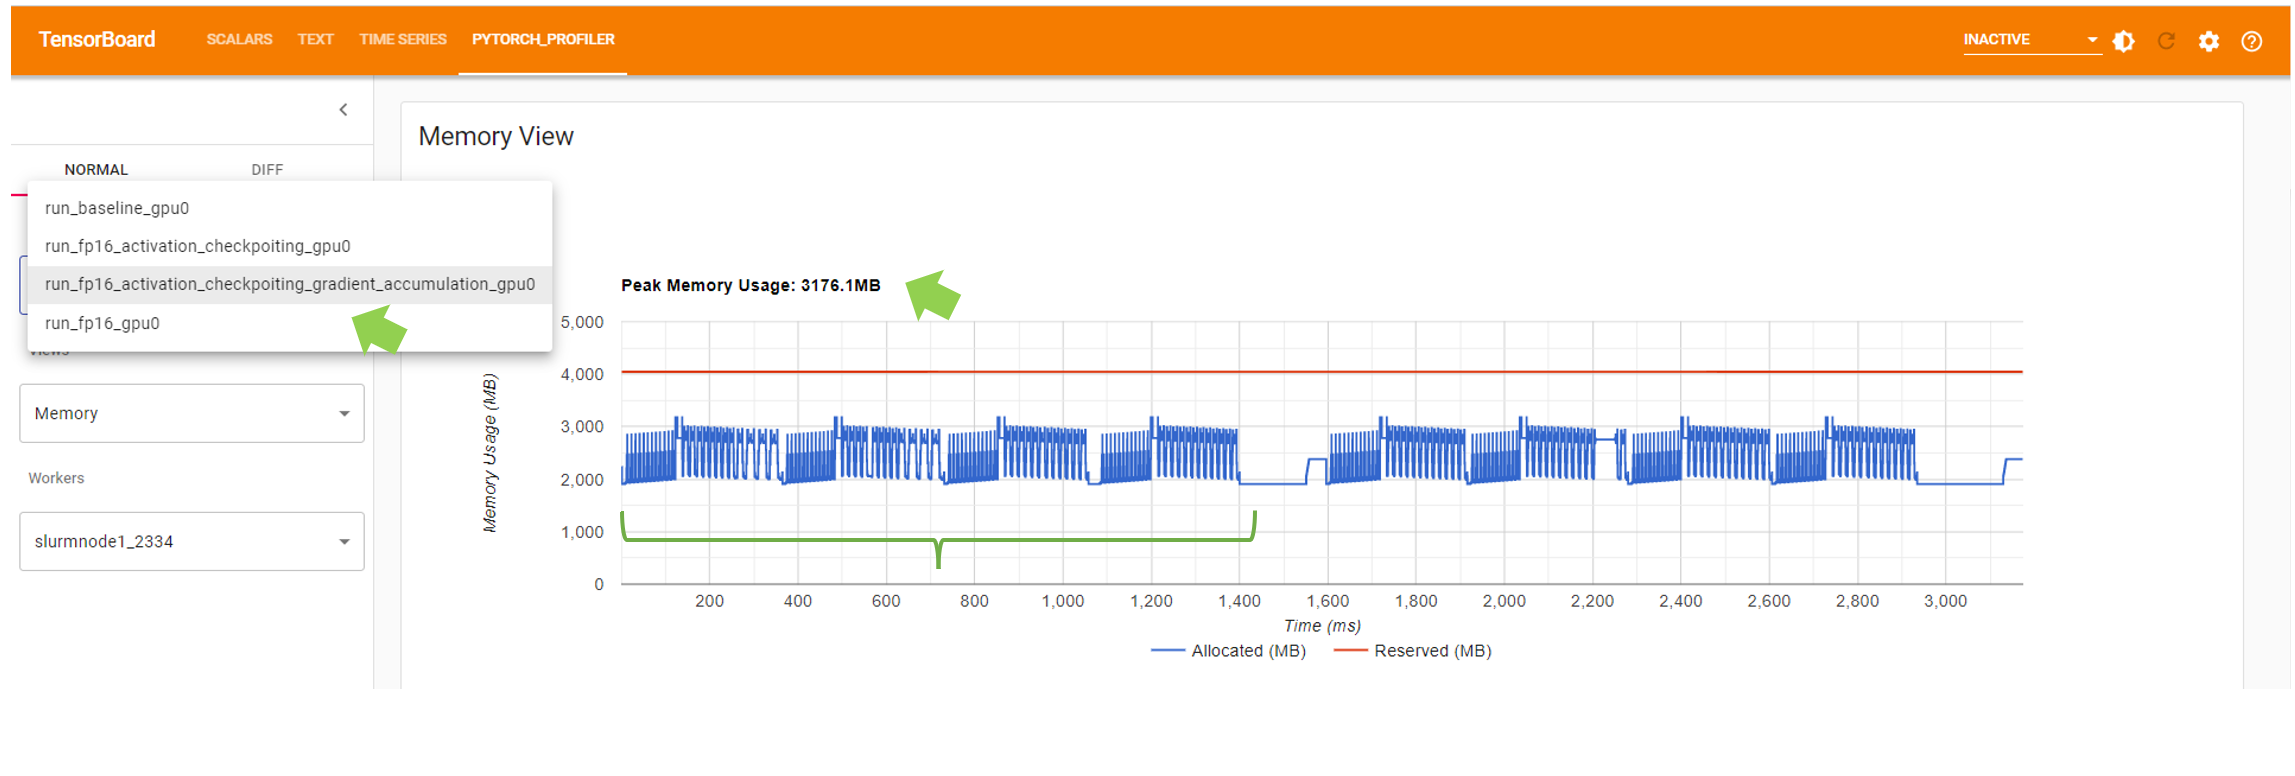 TensorBoard SCALARS TEXT TIME SERIES PYTORCH_PROFILER INACTIVE
NORMAL DIFF
run_baseline_gpu0
run_fp16_activation_checkpoiting_gpu0
run_fp16_activation_checkpoiting_gradient_accumulation_gpu0
run_fp16_gpu0
Views
Memory
Workers
slurmnode1_2334
Memory View
Peak Memory Usage: 3176.1MB
Memory Usage (MB)
5,000
4,000
3,000
2,000
1,000
0
200 400 600 800 1,000 1,200 1,400 1,600 1,800 2,000 2,200 2,400 2,600 2,800 3,000
Time (ms)
Allocated (MB) Reserved (MB)